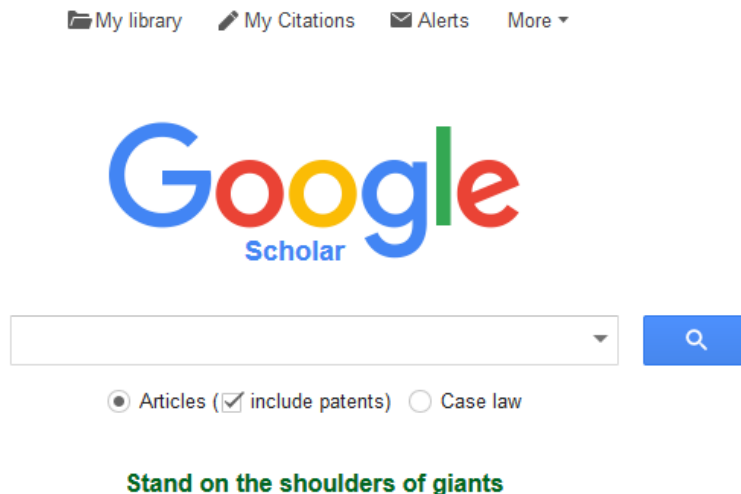 My library My Citations Alerts More
Google
Scholar
Articles (include patents) Case law
Stand on the shoulders of giants